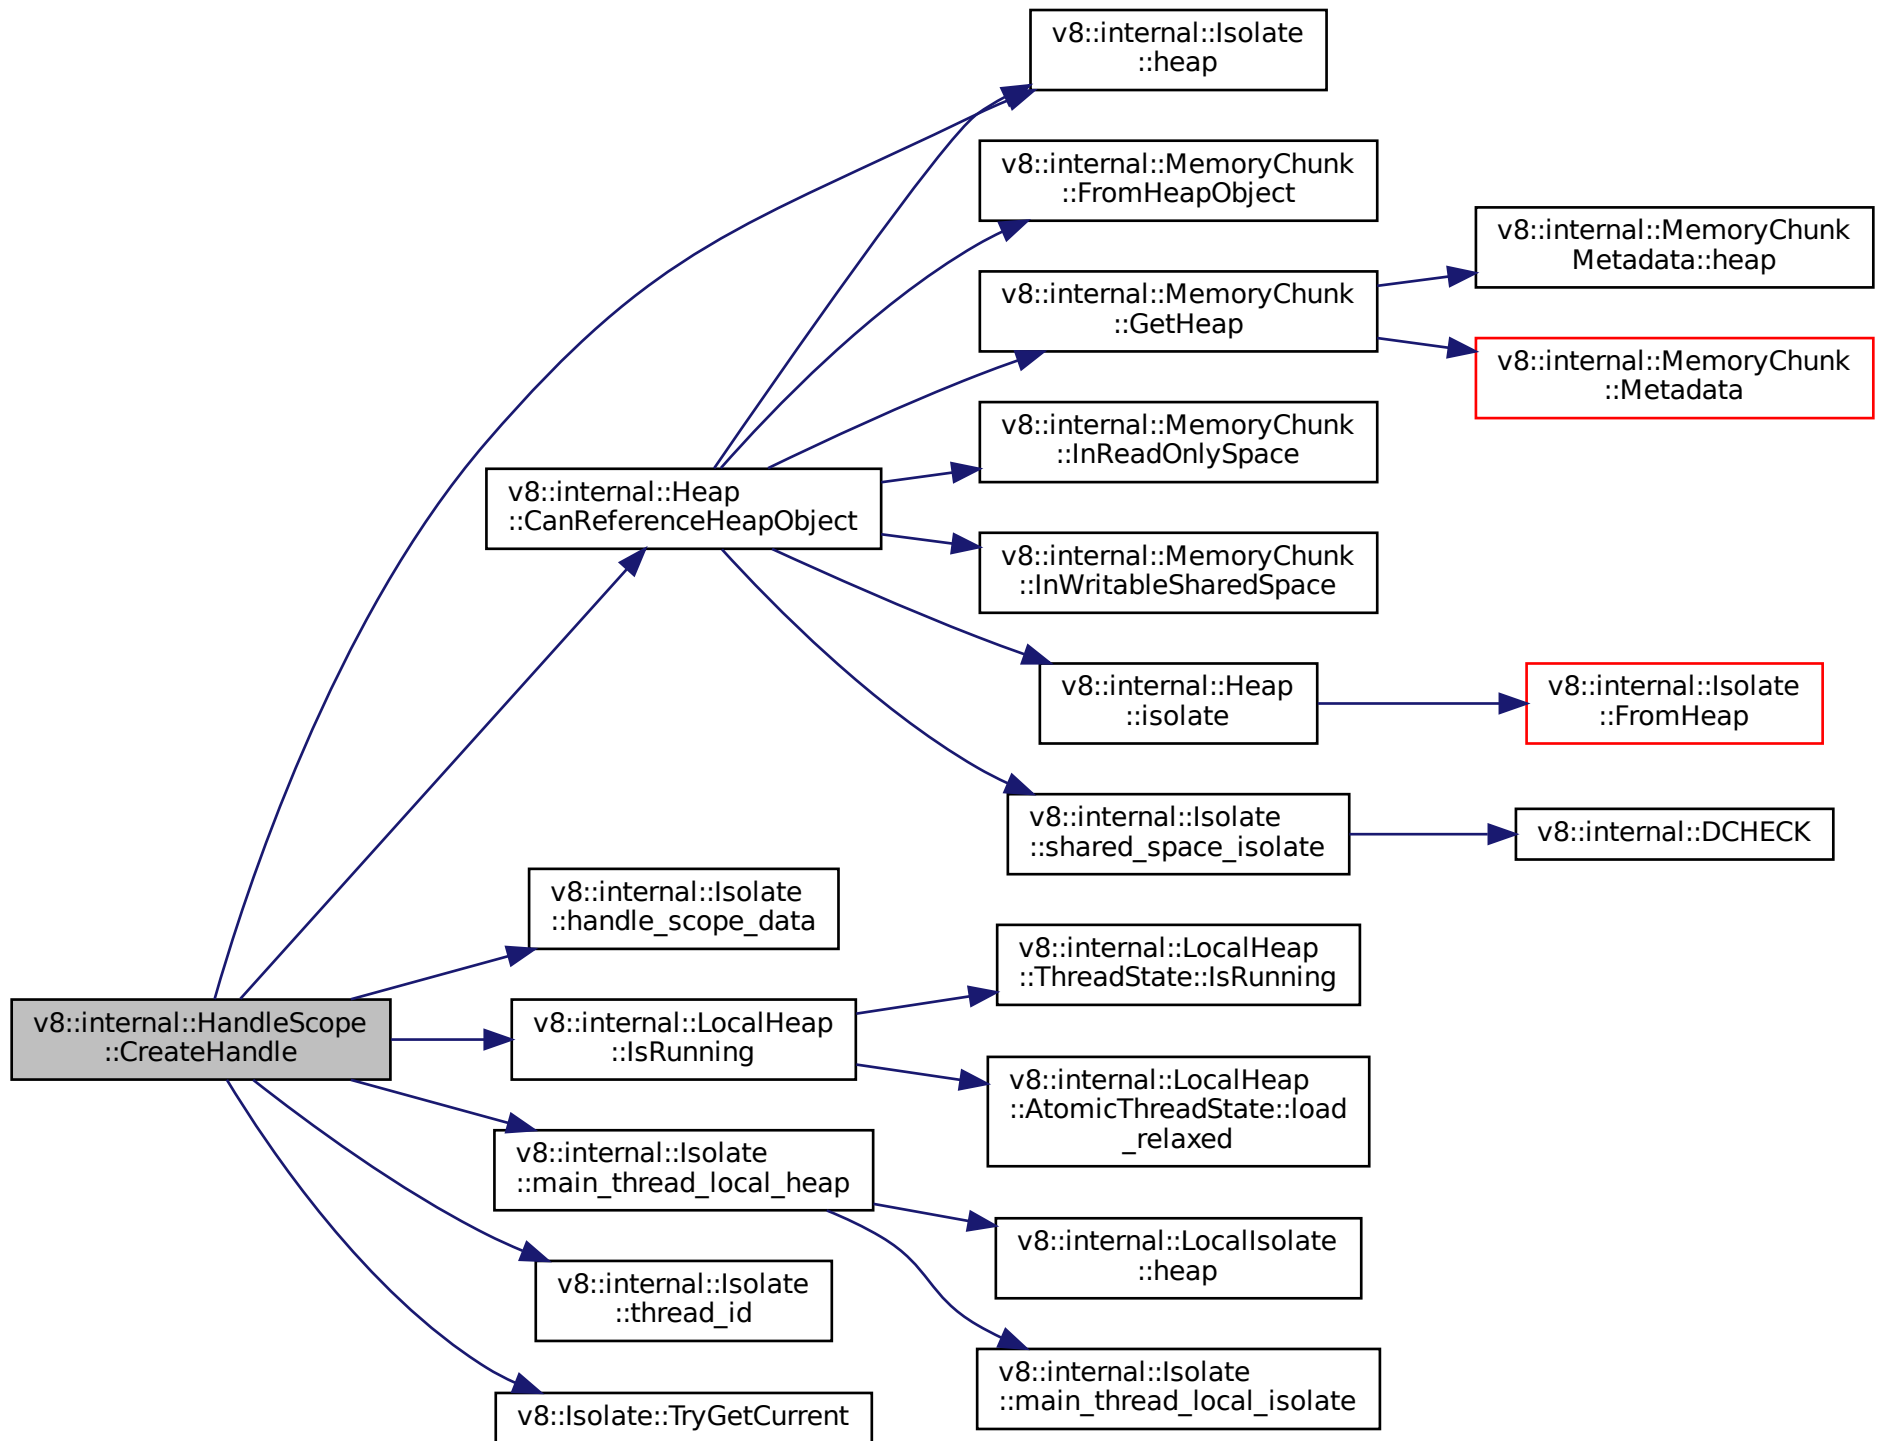 v8::internal::Isolate
::heap
v8::internal::MemoryChunk
::FromHeapObject
v8::internal::MemoryChunk
Metadata::heap
v8::internal::MemoryChunk
::GetHeap
v8::internal::MemoryChunk
::Metadata
v8::internal::MemoryChunk
::InReadOnlySpace
v8::internal::Heap
::CanReferenceHeapObject
v8::internal::MemoryChunk
::InWritableSharedSpace
v8::internal::Heap
::isolate
v8::internal::Isolate
::FromHeap
v8::internal::Isolate
::shared_space_isolate
v8::internal::DCHECK
v8::internal::Isolate
::handle_scope_data
v8::internal::LocalHeap
::ThreadState::IsRunning
v8::internal::HandleScope
::CreateHandle
v8::internal::LocalHeap
::IsRunning
v8::internal::LocalHeap
::AtomicThreadState::load
_relaxed
v8::internal::Isolate
::main_thread_local_heap
v8::internal::LocalIsolate
::heap
v8::internal::Isolate
::thread_id
v8::internal::Isolate
::main_thread_local_isolate
v8::Isolate::TryGetCurrent